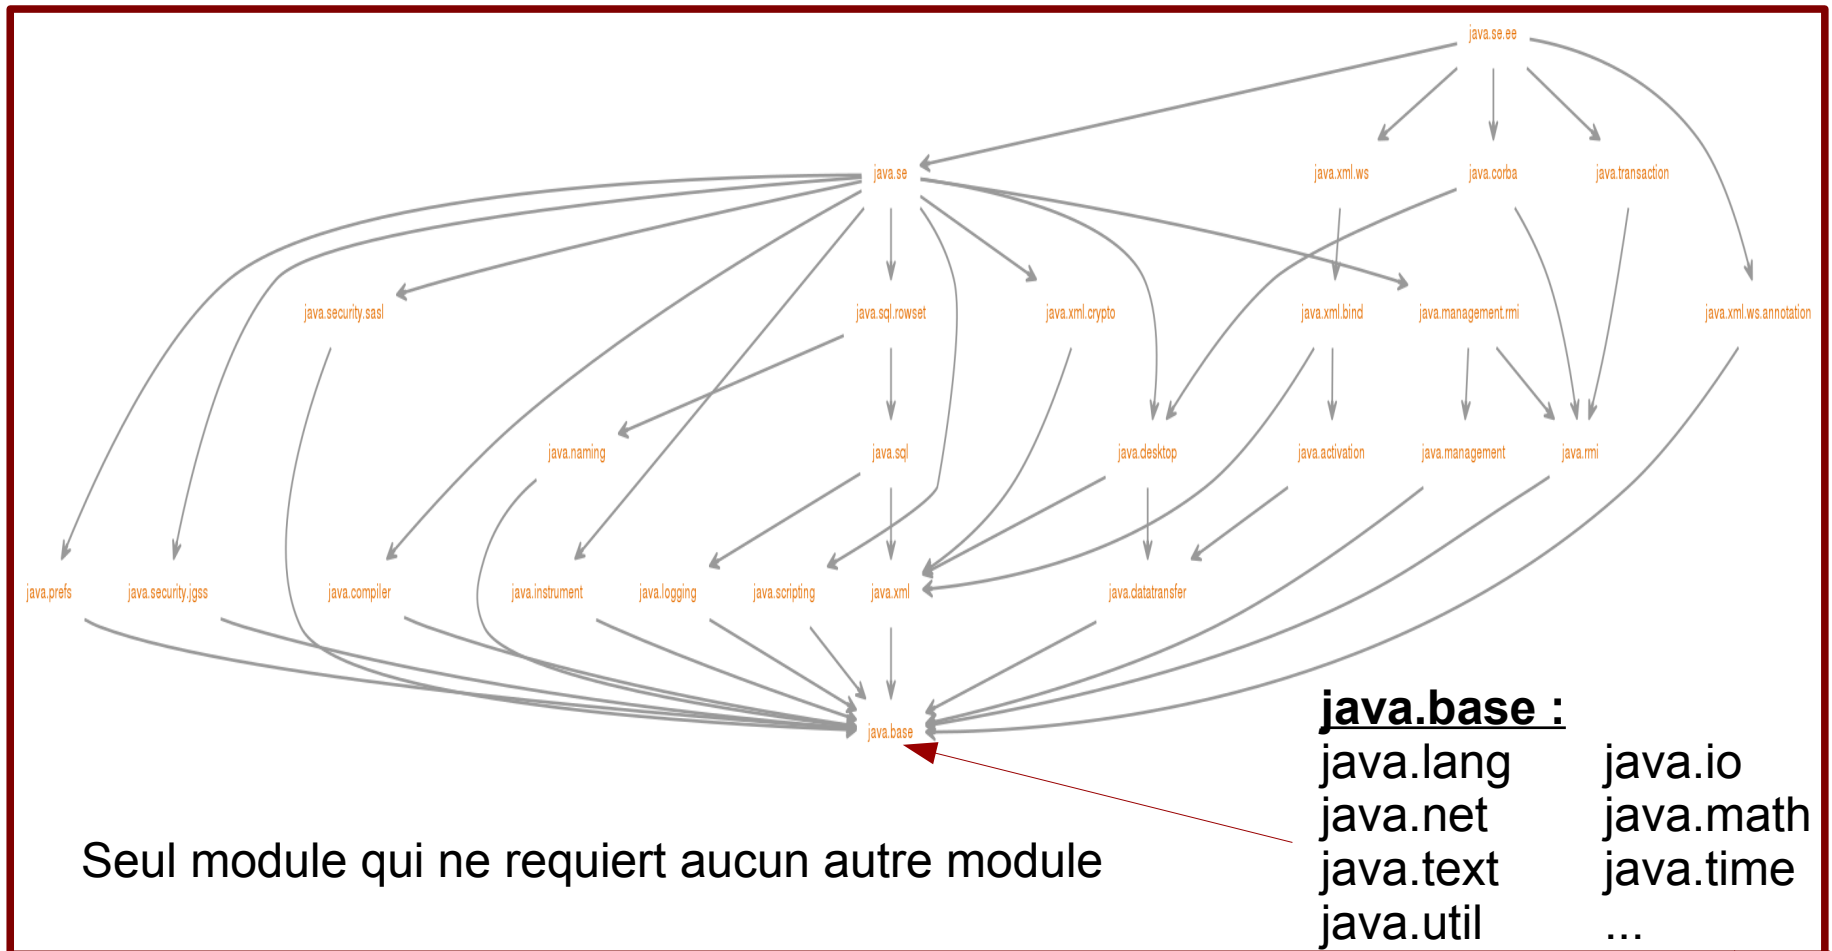 java.se.ee
java.se
java.xml.ws
java.corba
java.transaction
java.security.sasl
java.sql.rowset
java.xml.crypto
java.xml.bind
java.management.rmi
java.xml.ws.annotation
java.naming
java.sql
java.desktop
java.activation
java.management
java.rmi
java.prefs
java.security.jgss
java.compiler
java.instrument
java.logging
java.scripting
java.xml
java.datatransfer
java.base
java.base :
java.lang java.io
java.net java.math
java.text java.time
java.util ...
Seul module qui ne requiert aucun autre module